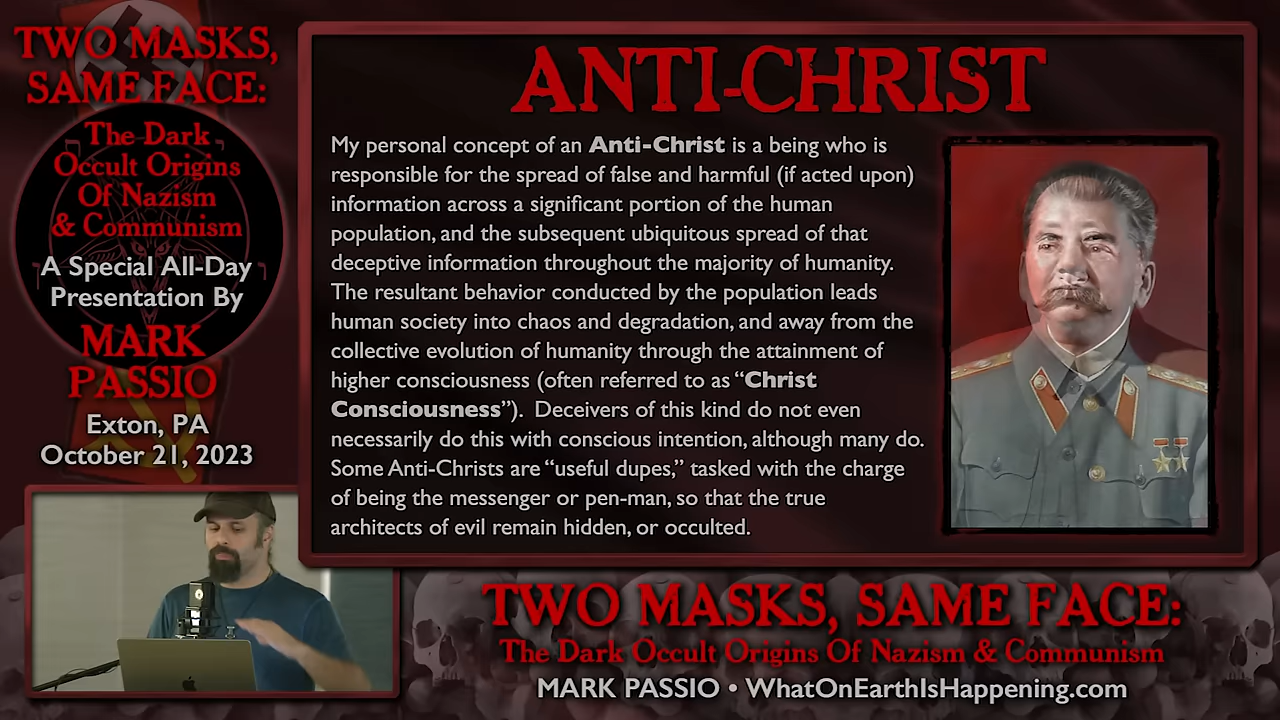 TWO MASKS,
SAME FACE:
The Dark
Occult Origins
Of Nazism
& Communism
A Special All-Day
Presentation By
MARK
PASSIO
Exton, PA
October 21, 2023
ANTI-CHRIST
My personal concept of an Anti-Christ is a being who is
responsible for the spread of false and harmful (if acted upon)
information across a significant portion of the human
population, and the subsequent ubiquitous spread of that
deceptive information throughout the majority of humanity.
The resultant behavior conducted by the population leads
human society into chaos and degradation, and away from the
collective evolution of humanity through the attainment of
higher consciousness (often referred to as “Christ
Consciousness”). Deceivers of this kind do not even
necessarily do this with conscious intention, although many do.
Some Anti-Christs are “useful dupes,” tasked with the charge
of being the messenger or pen-man, so that the true
architects of evil remain hidden, or occulted.
TWO MASKS, SAME FACE:
The Dark Occult Origins Of Nazism & Communism
MARK PASSIO • WhatOnEarthIsHappening.com